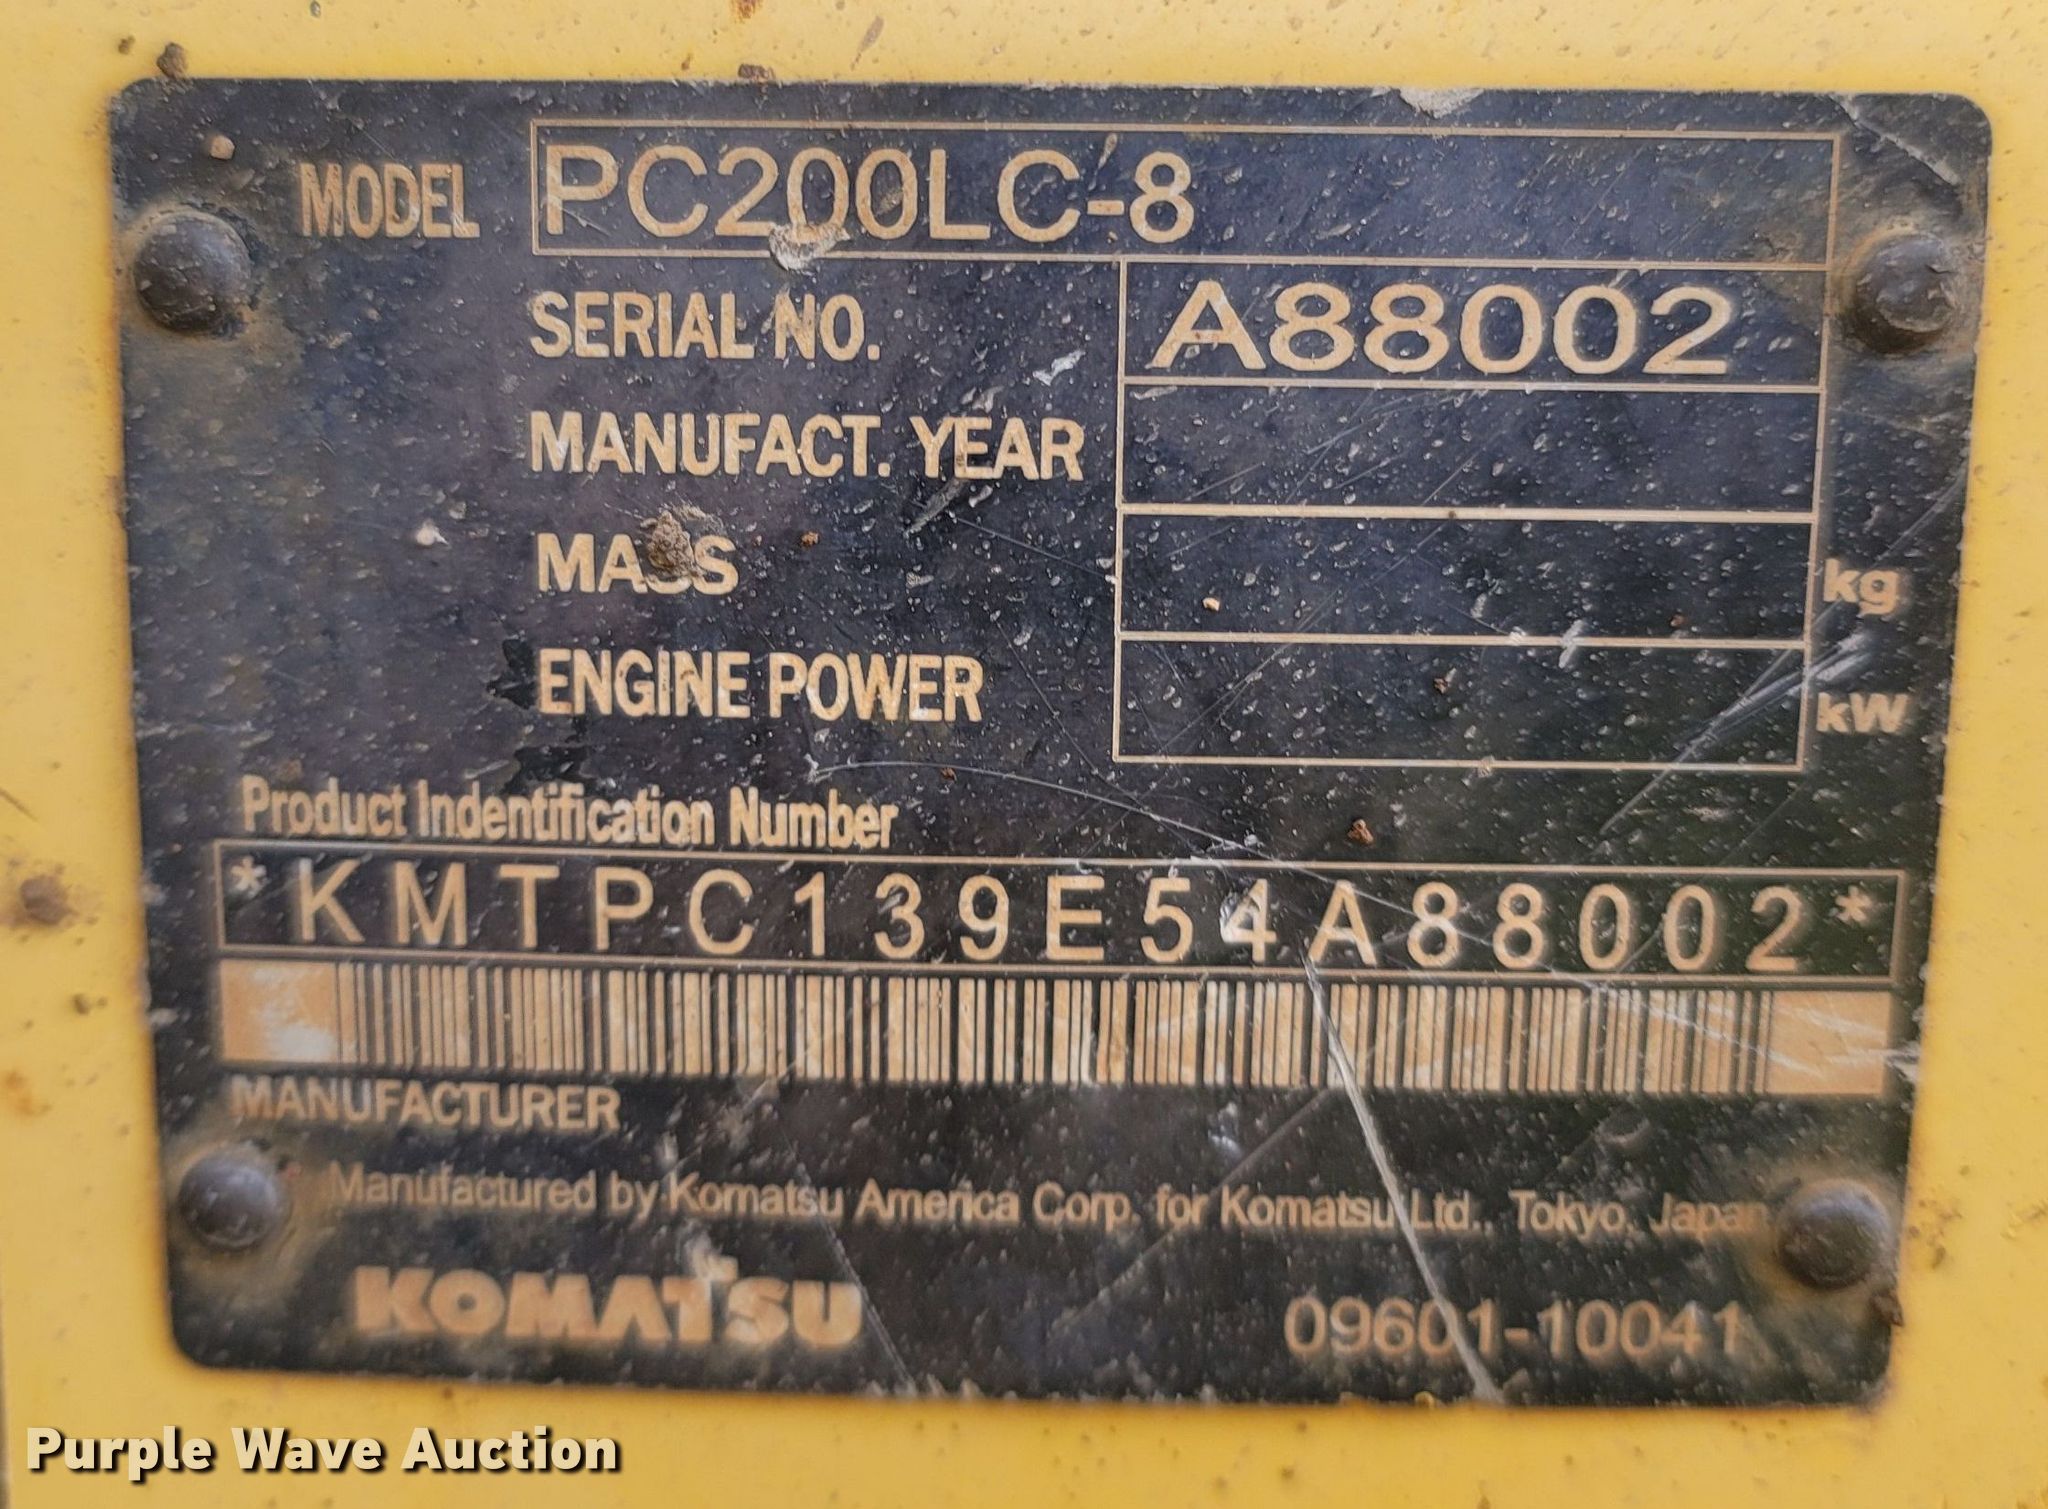 MODEL PC200LC-8
SERIAL NO. A88002
MANUFACT. YEAR
MASS kg
ENGINE POWER kW
Product Indentification Number
*KMTPC139E54A88002*
MANUFACTURER
Manufactured by Komatsu America Corp. for Komatsu Ltd., Tokyo, Japan
KOMATSU 09601-10041
Purple Wave Auction